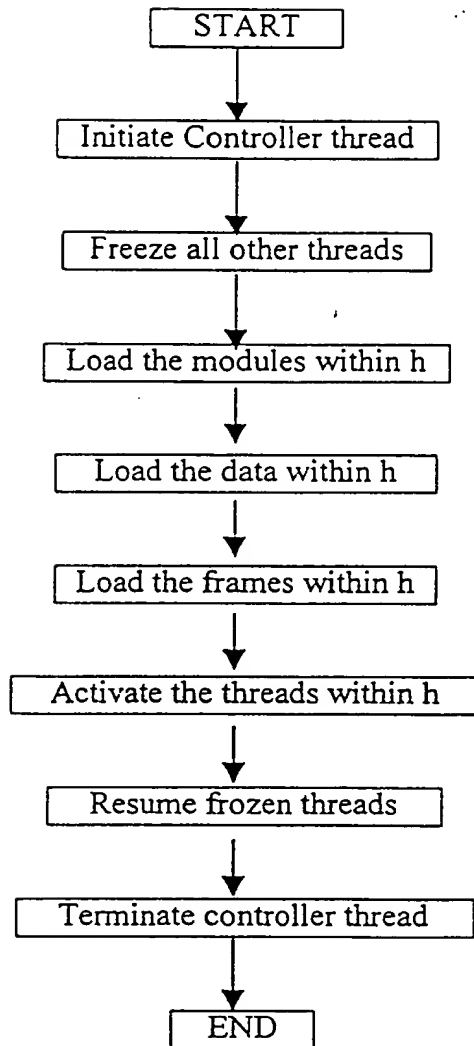 START
Initiate Controller thread
Freeze all other threads
Load the modules within h
Load the data within h
Load the frames within h
Activate the threads within h
Resume frozen threads
Terminate controller thread
END